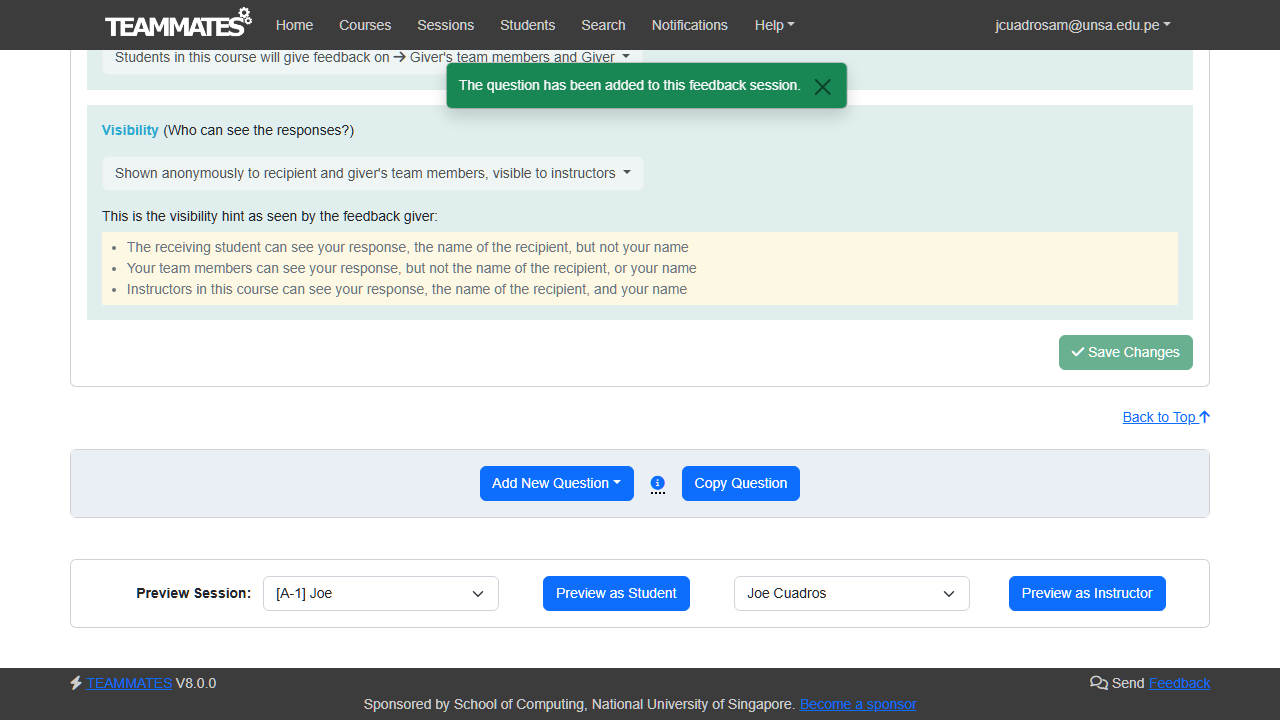 TEAMMATES Home Courses Sessions Students Search Notifications Help jcuadrosam@unsa.edu.pe
Students in this course will give feedback on → Giver's team members and Giver
The question has been added to this feedback session.
Visibility (Who can see the responses?)
Shown anonymously to recipient and giver's team members, visible to instructors
This is the visibility hint as seen by the feedback giver:
• The receiving student can see your response, the name of the recipient, but not your name
• Your team members can see your response, but not the name of the recipient, or your name
• Instructors in this course can see your response, the name of the recipient, and your name
Save Changes
Back to Top
Add New Question Copy Question
Preview Session: [A-1] Joe Preview as Student Joe Cuadros Preview as Instructor
TEAMMATES V8.0.0 Send Feedback
Sponsored by School of Computing, National University of Singapore. Become a sponsor